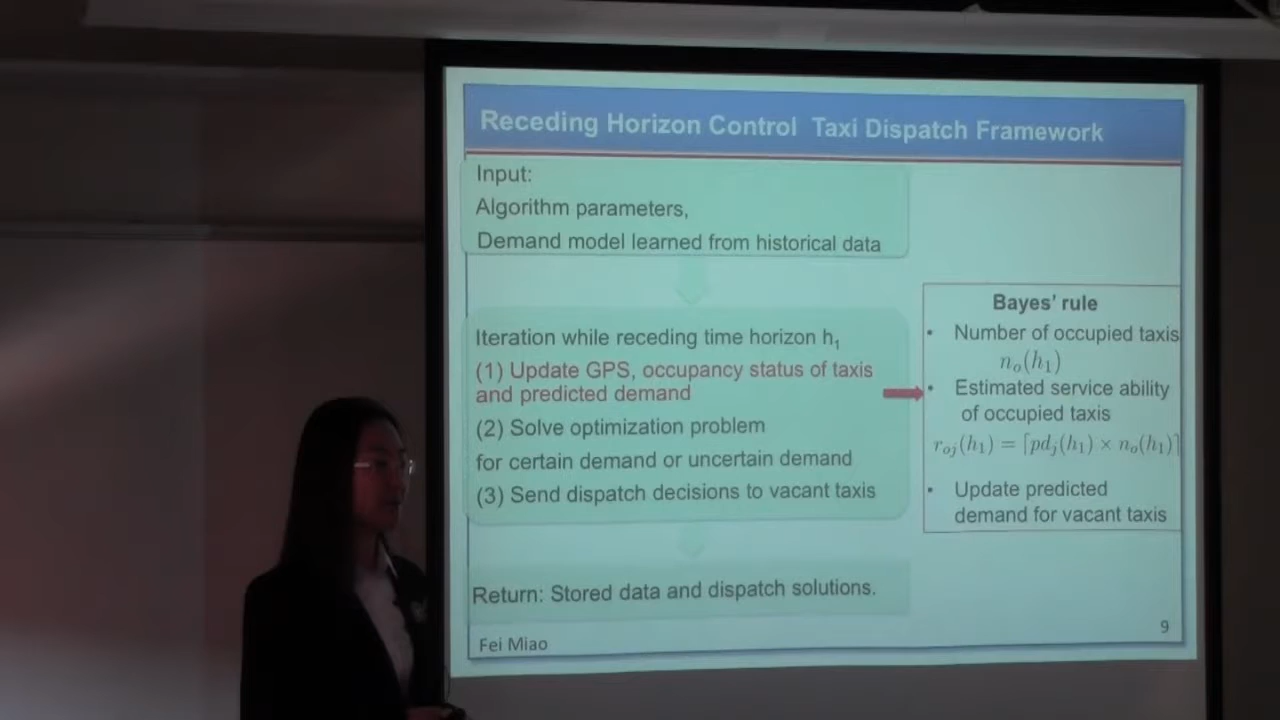 Receding Horizon Control Taxi Dispatch Framework
Input:
Algorithm parameters,
Demand model learned from historical data
Iteration while receding time horizon h₁
(1) Update GPS, occupancy status of taxis
and predicted demand
(2) Solve optimization problem
for certain demand or uncertain demand
(3) Send dispatch decisions to vacant taxis
Return: Stored data and dispatch solutions.
Bayes' rule
• Number of occupied taxis
nₒ(h₁)
• Estimated service ability
of occupied taxis
rₒⱼ(h₁) = ⌈pdⱼ(h₁) × nₒ(h₁)⌉
• Update predicted
demand for vacant taxis
Fei Miao
9